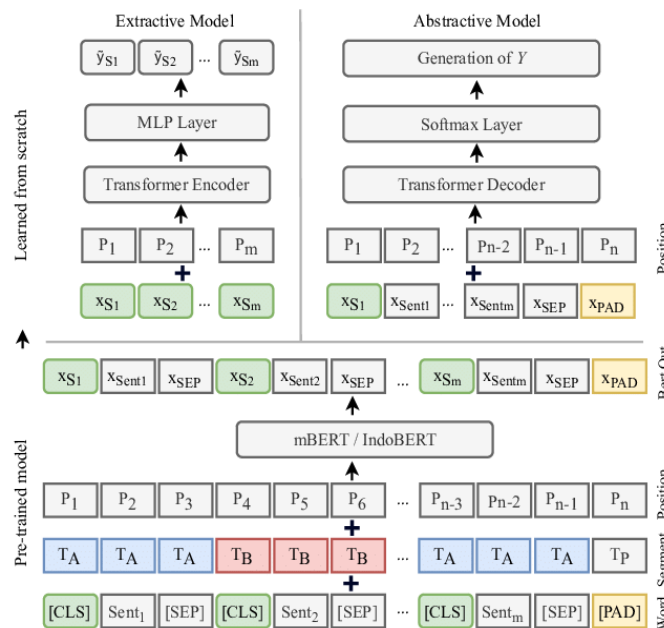 Extractive Model
Abstractive Model
ỹS1 ỹS2 ... ỹSm
Generation of Y
MLP Layer
Softmax Layer
Transformer Encoder
Transformer Decoder
P1 P2 ... Pm
P1 P2 ... Pn-2 Pn-1 Pn
+
+
xS1 xS2 ... xSm
xS1 xSent1 ... xSentm xSEP xPAD
Learned from scratch
Position
xS1 xSent1 xSEP xS2 xSent2 xSEP ... xSm xSentm xSEP xPAD
Bert Out
mBERT / IndoBERT
P1 P2 P3 P4 P5 P6 ... Pn-3 Pn-2 Pn-1 Pn
Position
+
TA TA TA TB TB TB ... TA TA TA TP
Segment
+
[CLS] Sent1 [SEP] [CLS] Sent2 [SEP] ... [CLS] Sentm [SEP] [PAD]
Word
Pre-trained model